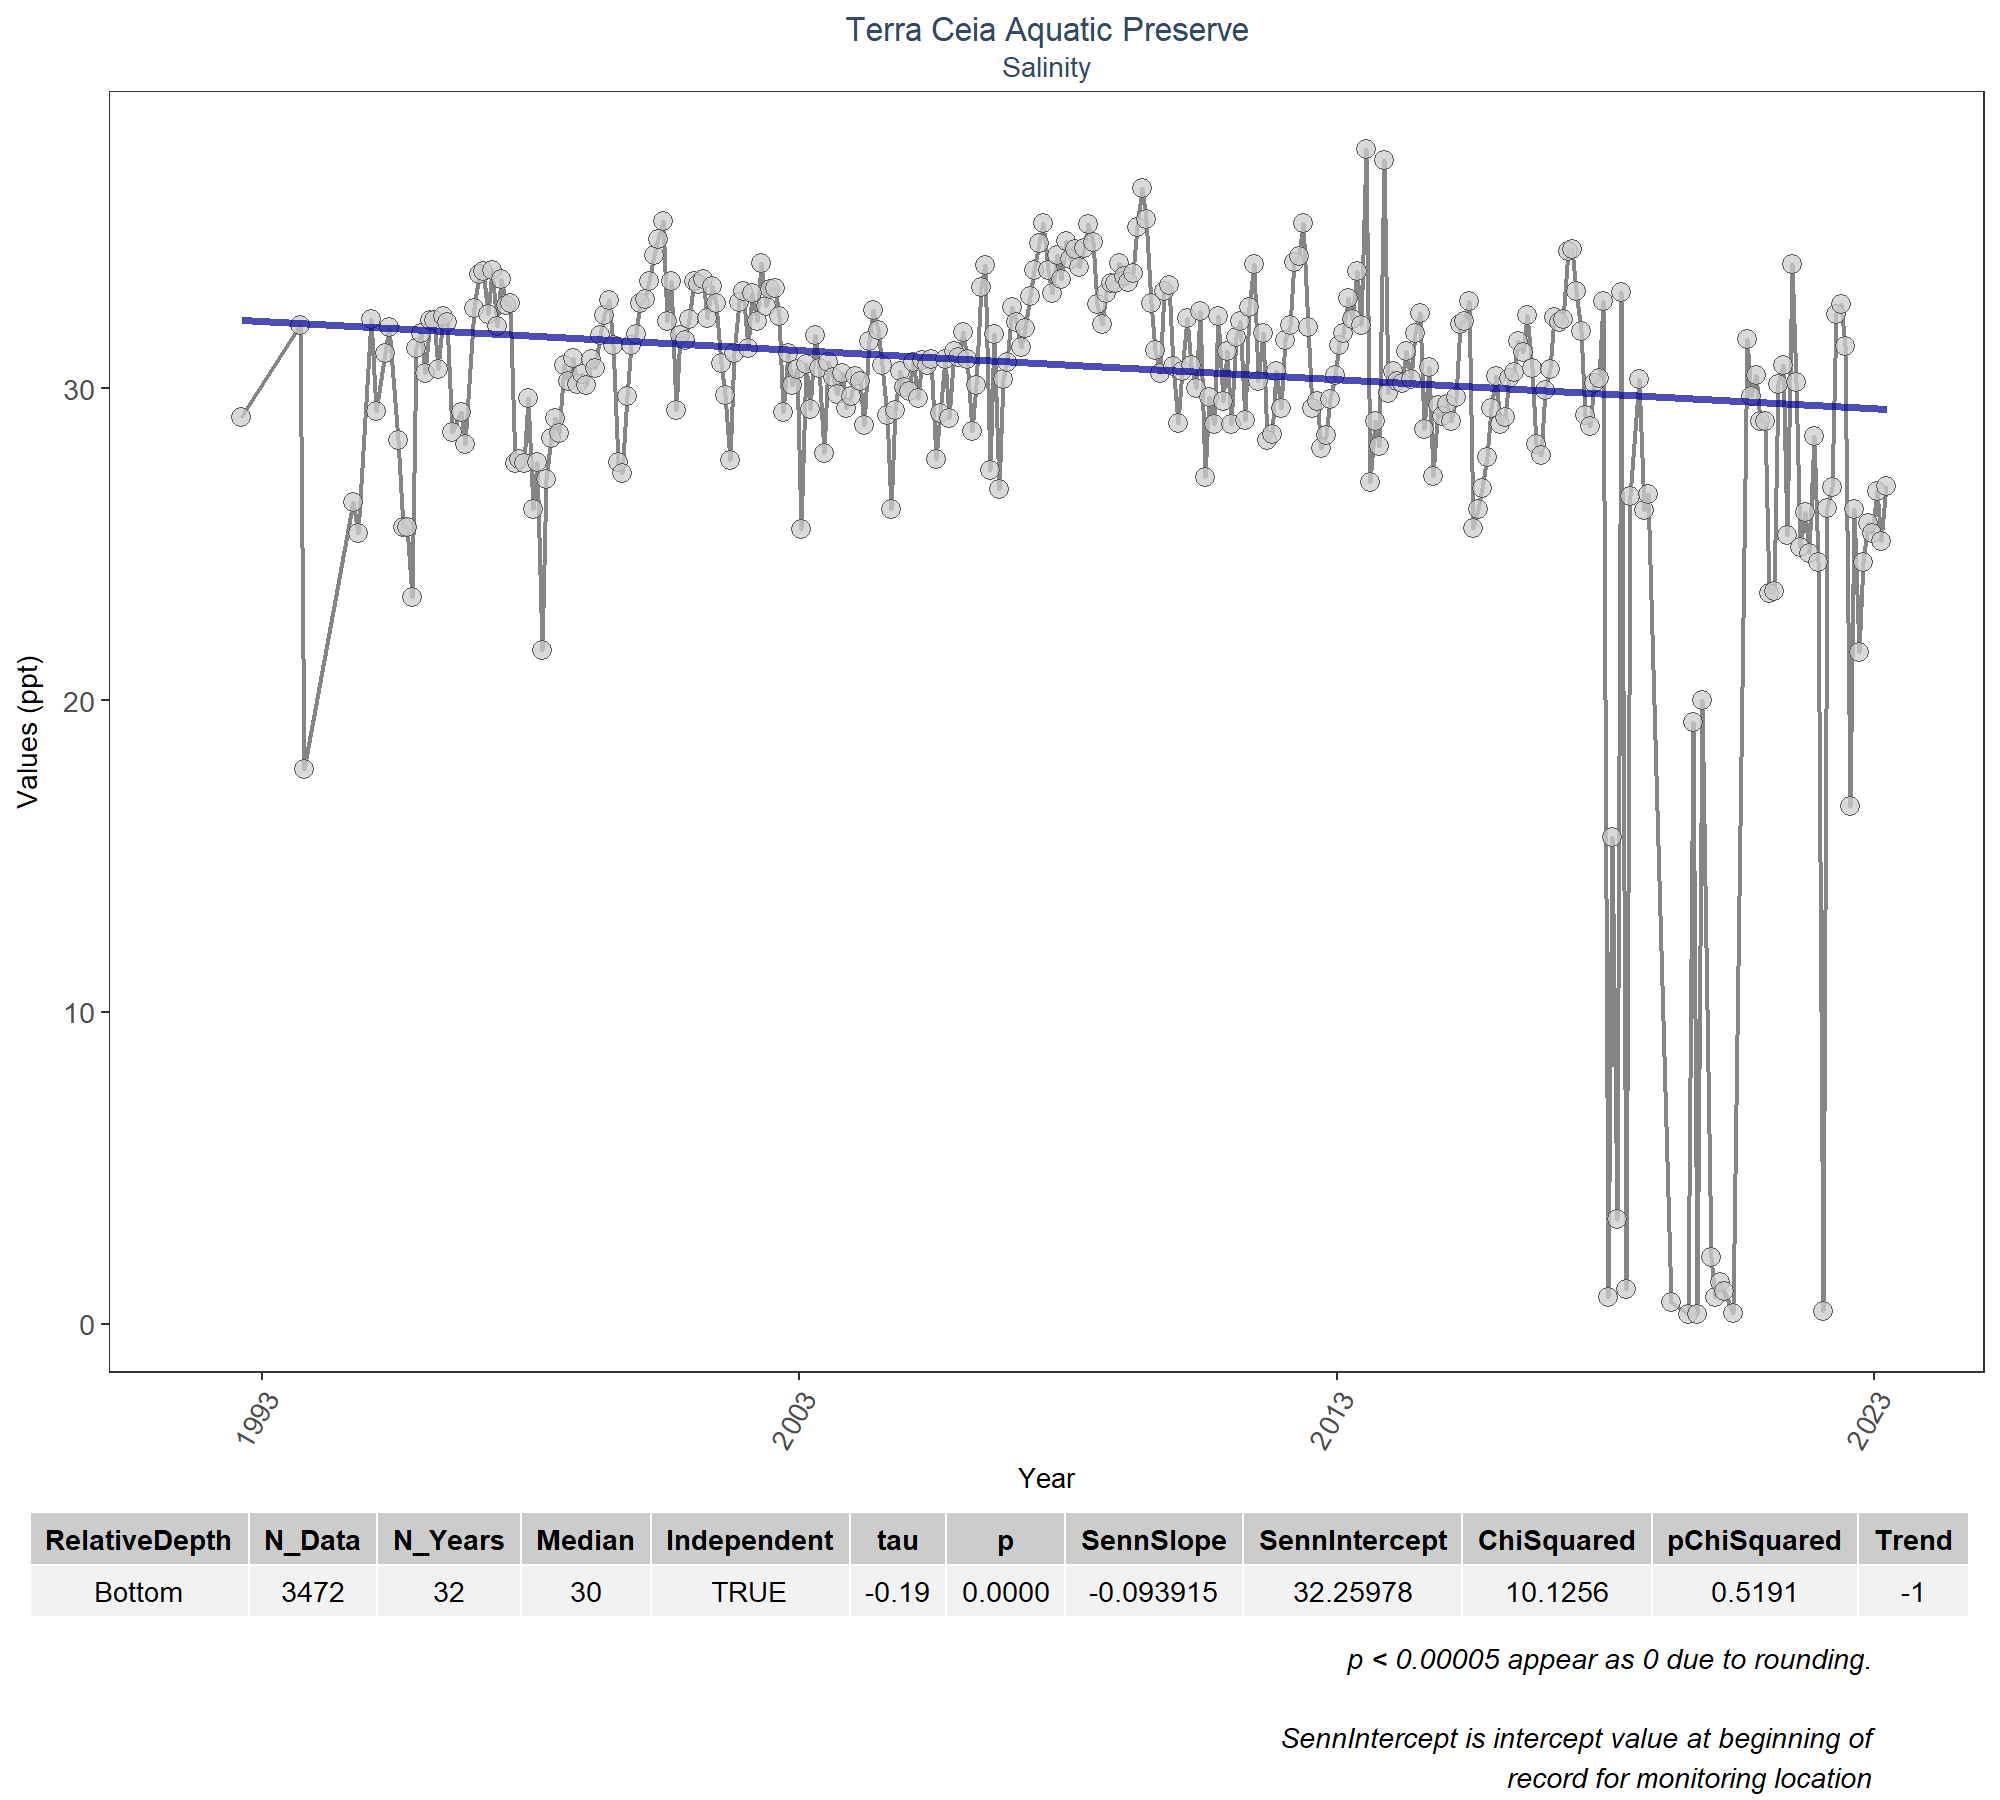 Terra Ceia Aquatic Preserve
Salinity
Values (ppt)
30
20
10
0
1993 2003 2013 2023
Year
RelativeDepth N_Data N_Years Median Independent tau p SennSlope SennIntercept ChiSquared pChiSquared Trend
Bottom 3472 32 30 TRUE -0.19 0.0000 -0.093915 32.25978 10.1256 0.5191 -1
p < 0.00005 appear as 0 due to rounding.
SennIntercept is intercept value at beginning of
record for monitoring location